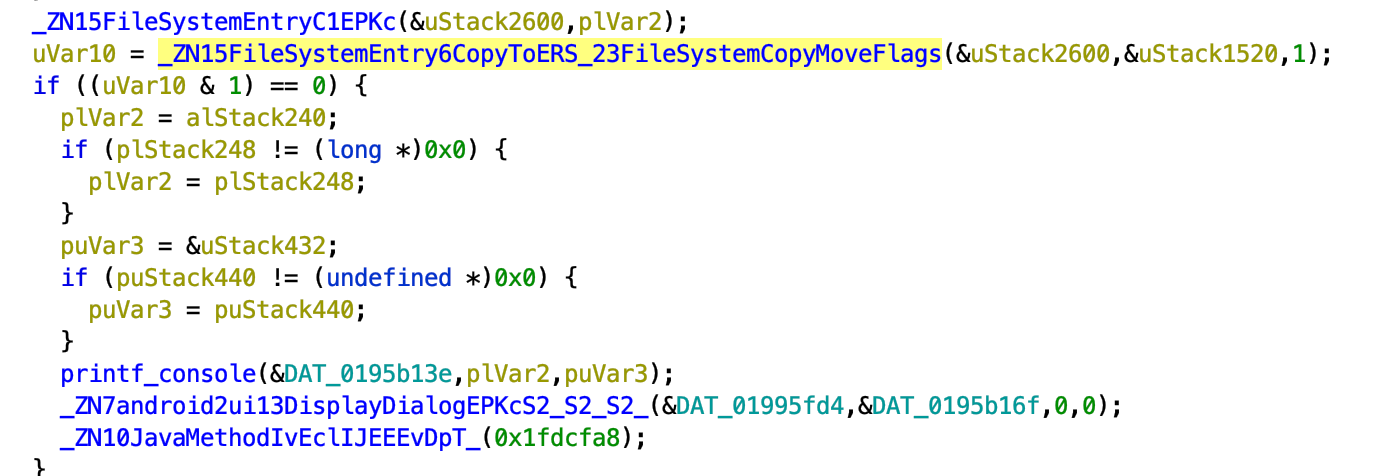 _ZN15FileSystemEntryC1EPKc(&uStack2600,plVar2);
uVar10 = _ZN15FileSystemEntry6CopyToERS_23FileSystemCopyMoveFlags(&uStack2600,&uStack1520,1);
if ((uVar10 & 1) == 0) {
plVar2 = alStack240;
if (plStack248 != (long *)0x0) {
plVar2 = plStack248;
}
puVar3 = &uStack432;
if (puStack440 != (undefined *)0x0) {
puVar3 = puStack440;
}
printf_console(&DAT_0195b13e,plVar2,puVar3);
_ZN7android2ui13DisplayDialogEPKcS2_S2_S2_(&DAT_01995fd4,&DAT_0195b16f,0,0);
_ZN10JavaMethodIvEclIJEEEvDpT_(0x1fdcfa8);
}